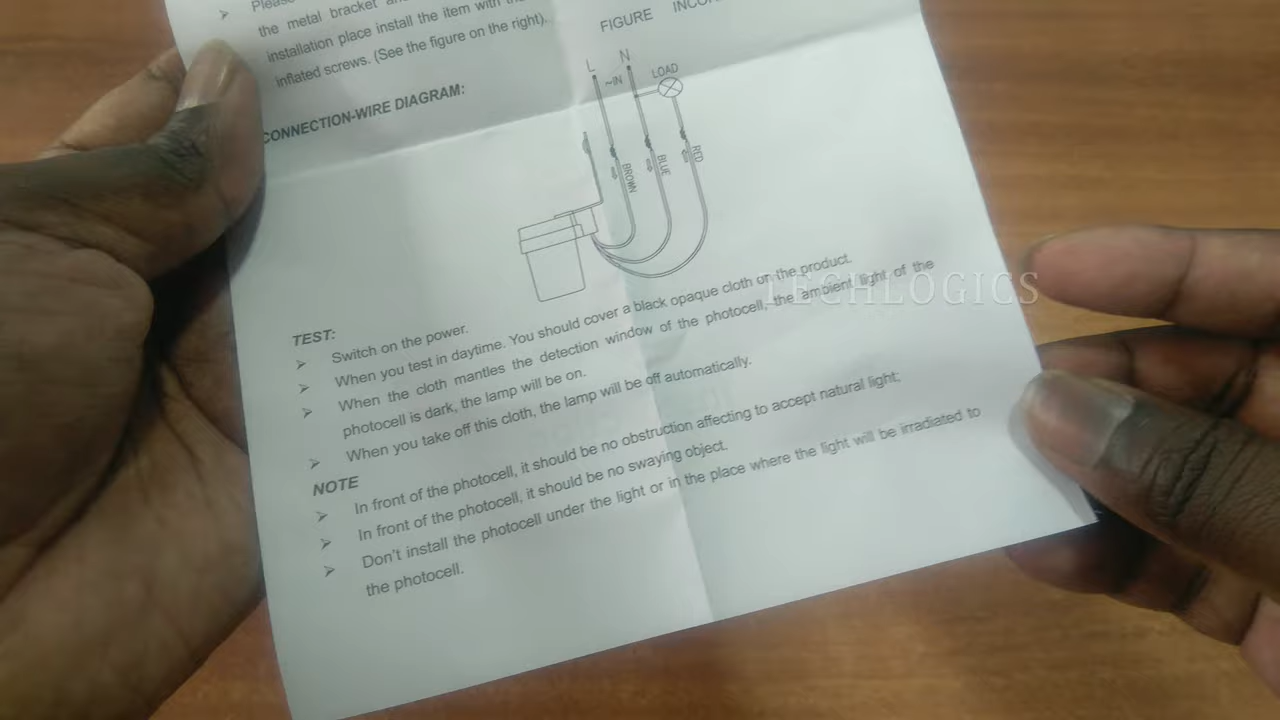 ➢ Please
the metal bracket
installation place install the item with
inflated screws. (See the figure on the right).
FIGURE
CONNECTION-WIRE DIAGRAM:
L N
~IN
LOAD
BROWN
BLUE
RED
TEST:
➢ Switch on the power.
➢ When you test in daytime. You should cover a black opaque cloth on the product.
➢ When the cloth mantles the detection window of the photocell, the ambient light of the
photocell is dark, the lamp will be on.
➢ When you take off this cloth, the lamp will be off automatically.
NOTE
➢ In front of the photocell, it should be no obstruction affecting to accept natural light;
➢ In front of the photocell, it should be no swaying object.
➢ Don't install the photocell under the light or in the place where the light will be irradiated to
the photocell.
TECHLOGICS